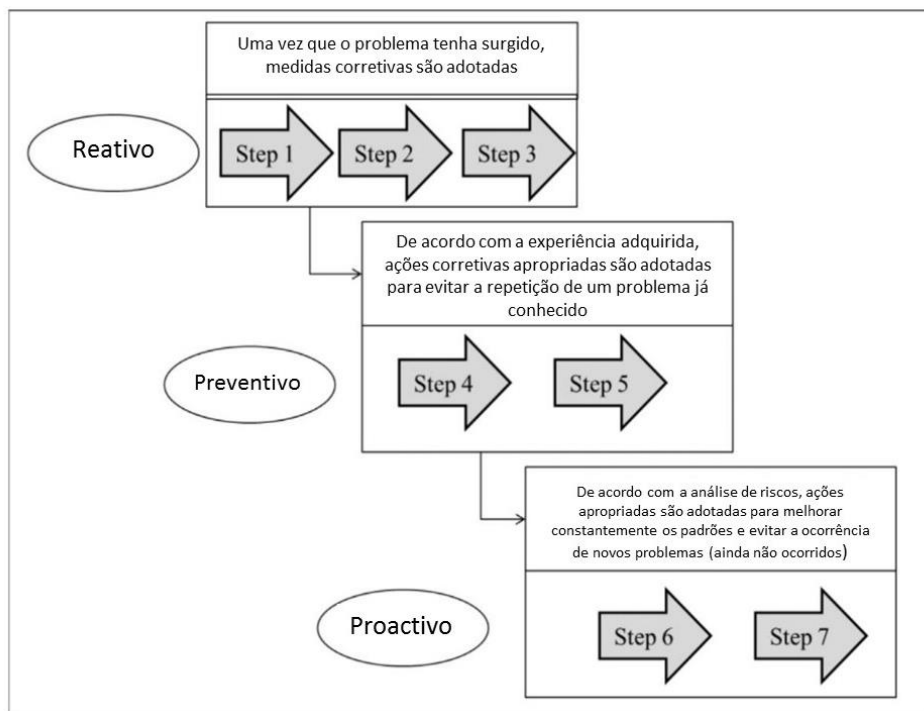 Uma vez que o problema tenha surgido,
medidas corretivas são adotadas
Reativo
Step 1
Step 2
Step 3
De acordo com a experiência adquirida,
ações corretivas apropriadas são adotadas
para evitar a repetição de um problema já
conhecido
Preventivo
Step 4
Step 5
De acordo com a análise de riscos, ações
apropriadas são adotadas para melhorar
constantemente os padrões e evitar a ocorrência
de novos problemas (ainda não ocorridos)
Proactivo
Step 6
Step 7